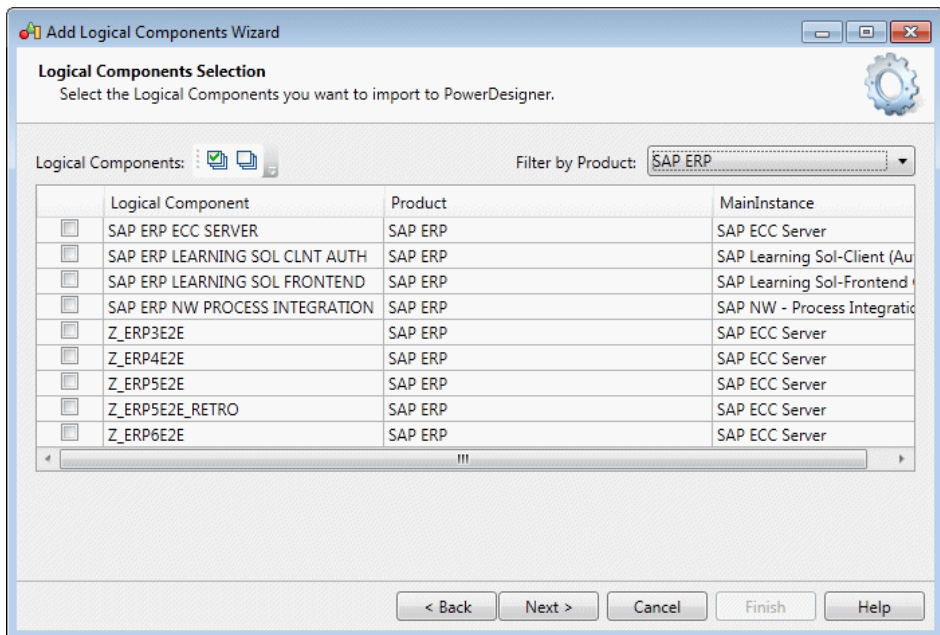 Add Logical Components Wizard
Logical Components Selection
Select the Logical Components you want to import to PowerDesigner.
Logical Components: Filter by Product: SAP ERP
Logical Component Product MainInstance
SAP ERP ECC SERVER SAP ERP SAP ECC Server
SAP ERP LEARNING SOL CLNT AUTH SAP ERP SAP Learning Sol-Client (Au
SAP ERP LEARNING SOL FRONTEND SAP ERP SAP Learning Sol-Frontend
SAP ERP NW PROCESS INTEGRATION SAP ERP SAP NW - Process Integratio
Z_ERP3E2E SAP ERP SAP ECC Server
Z_ERP4E2E SAP ERP SAP ECC Server
Z_ERP5E2E SAP ERP SAP ECC Server
Z_ERP5E2E_RETRO SAP ERP SAP ECC Server
Z_ERP6E2E SAP ERP SAP ECC Server
< Back Next > Cancel Finish Help